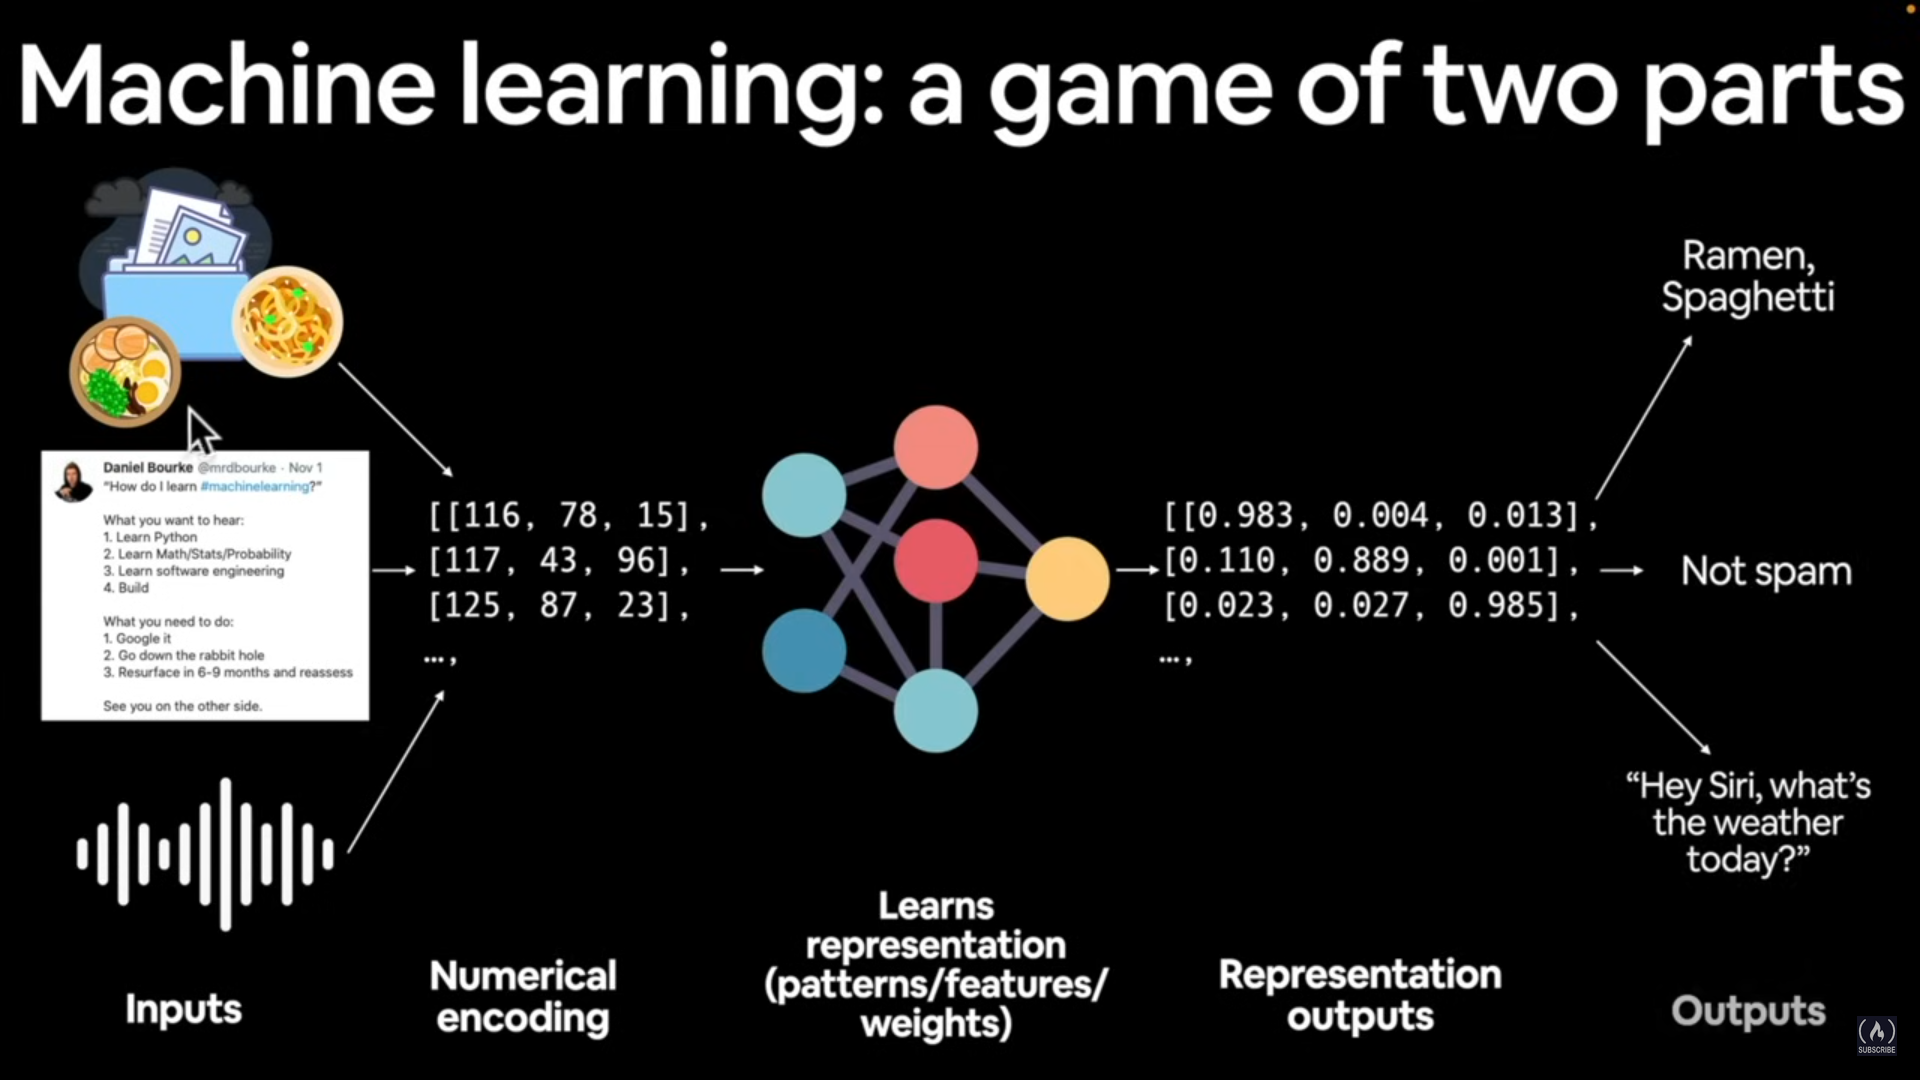 Machine learning: a game of two parts
Daniel Bourke @mrdbourke · Nov 1
“How do I learn #machinelearning?”
What you want to hear:
1. Learn Python
2. Learn Math/Stats/Probability
3. Learn software engineering
4. Build
What you need to do:
1. Google it
2. Go down the rabbit hole
3. Resurface in 6-9 months and reassess
See you on the other side.
[[116, 78, 15],
[117, 43, 96],
[125, 87, 23],
…,
[[0.983, 0.004, 0.013],
[0.110, 0.889, 0.001],
[0.023, 0.027, 0.985],
…,
Ramen,
Spaghetti
Not spam
“Hey Siri, what’s
the weather
today?”
Inputs
Numerical
encoding
Learns
representation
(patterns/features/
weights)
Representation
outputs
Outputs
SUBSCRIBE